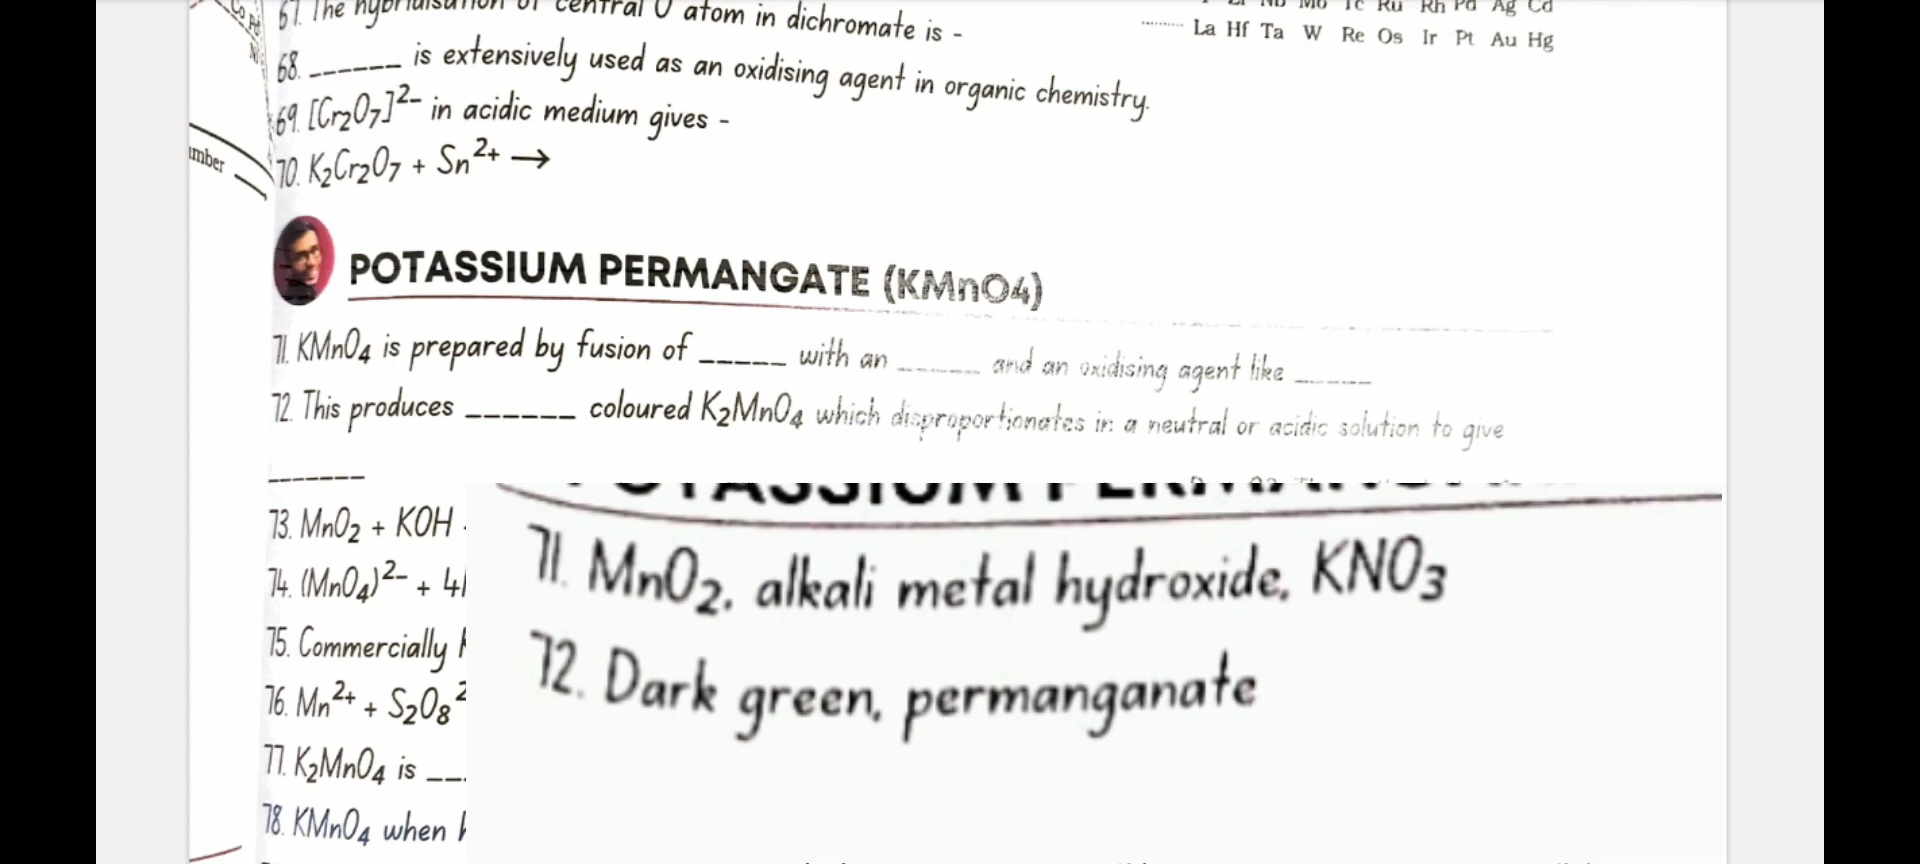 67. The hybridisation of central O atom in dichromate is -
La Hf Ta W Re Os Ir Pt Au Hg
68. ______ is extensively used as an oxidising agent in organic chemistry.
69. [Cr2O7]2- in acidic medium gives -
mber
70. K2Cr2O7 + Sn2+ →
POTASSIUM PERMANGATE (KMnO4)
71. KMnO4 is prepared by fusion of _____ with an _____ and an oxidising agent like _____
72. This produces ______ coloured K2MnO4 which disproportionates in a neutral or acidic solution to give
______
73. MnO2 + KOH
74. (MnO4)2- + 4
75. Commercially
76. Mn2+ + S2O8 2
77. K2MnO4 is __
78. KMnO4 when
71. MnO2, alkali metal hydroxide, KNO3
72. Dark green, permanganate